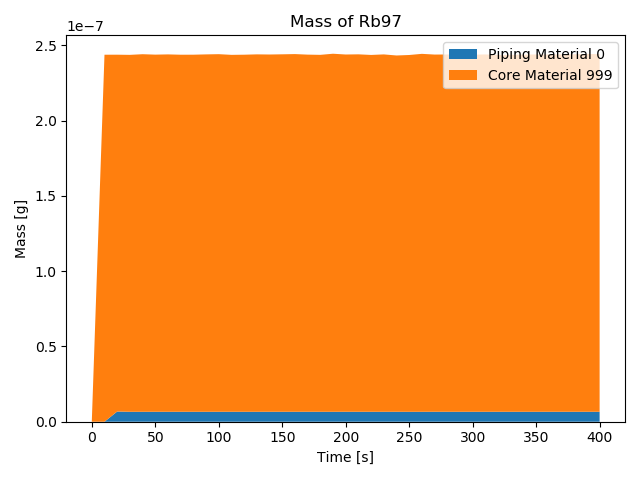 Mass of Rb97
1e−7
Piping Material 0
Core Material 999
2.5
2.0
1.5
1.0
0.5
0.0
Mass [g]
0 50 100 150 200 250 300 350 400
Time [s]